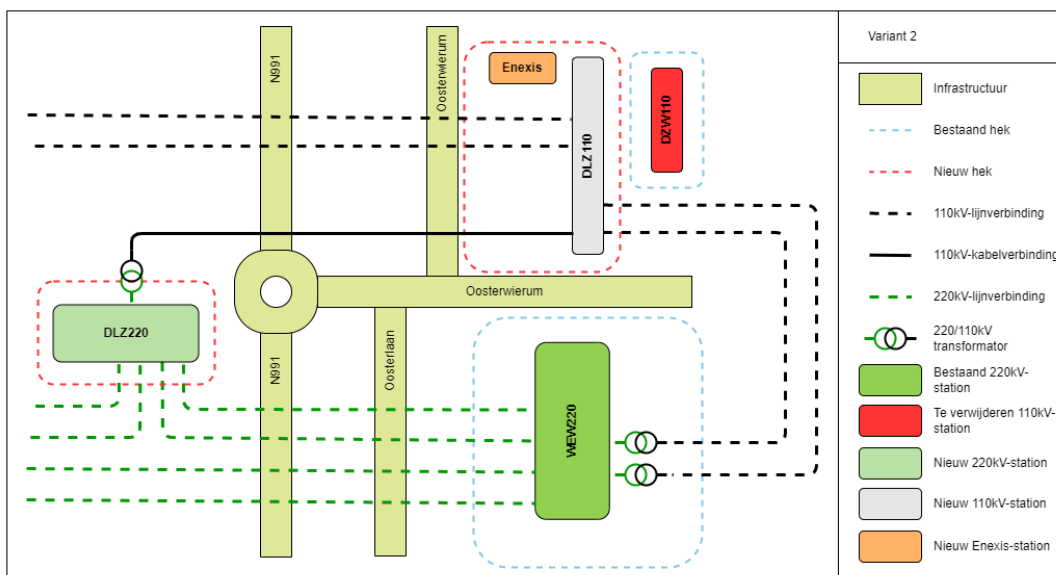 Variant 2
N991
Oosterwierum
Enexis
DLZ110
DZW110
Oosterwierum
DLZ220
N991
Oosterlaan
WEW220
Infrastructuur
Bestaand hek
Nieuw hek
110kV-lijnverbinding
110kV-kabelverbinding
220kV-lijnverbinding
220/110kV
transformator
Bestaand 220kV-
station
Te verwijderen 110kV-
station
Nieuw 220kV-station
Nieuw 110kV-station
Nieuw Enexis-station